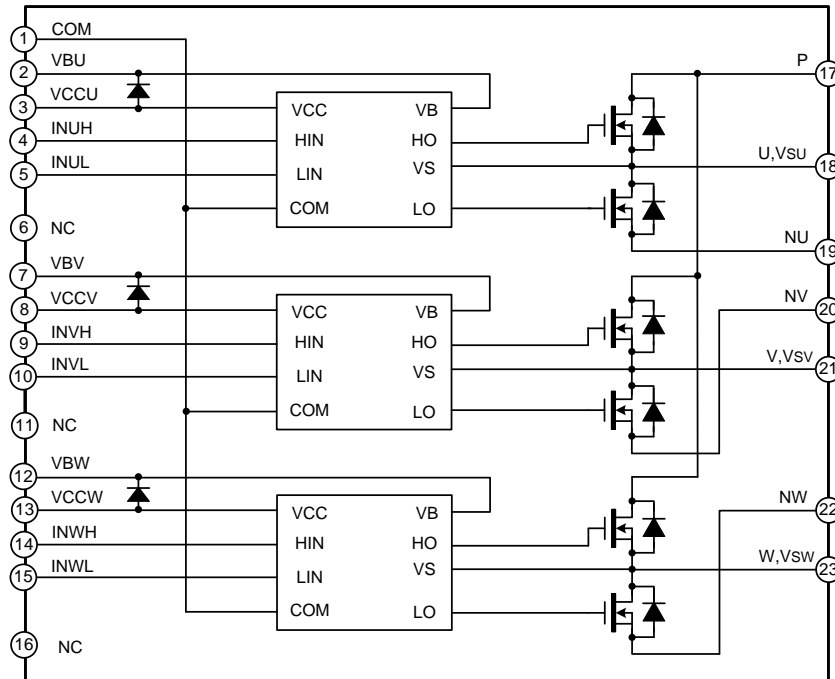 1 COM
2 VBU
3 VCCU
4 INUH
5 INUL
6 NC
7 VBV
8 VCCV
9 INVH
10 INVL
11 NC
12 VBW
13 VCCW
14 INWH
15 INWL
16 NC
VCC VB
HIN HO
LIN VS
COM LO
VCC VB
HIN HO
LIN VS
COM LO
VCC VB
HIN HO
LIN VS
COM LO
P 17
U,VSU 18
NU 19
NV 20
V,VSV 21
NW 22
W,VSW 23